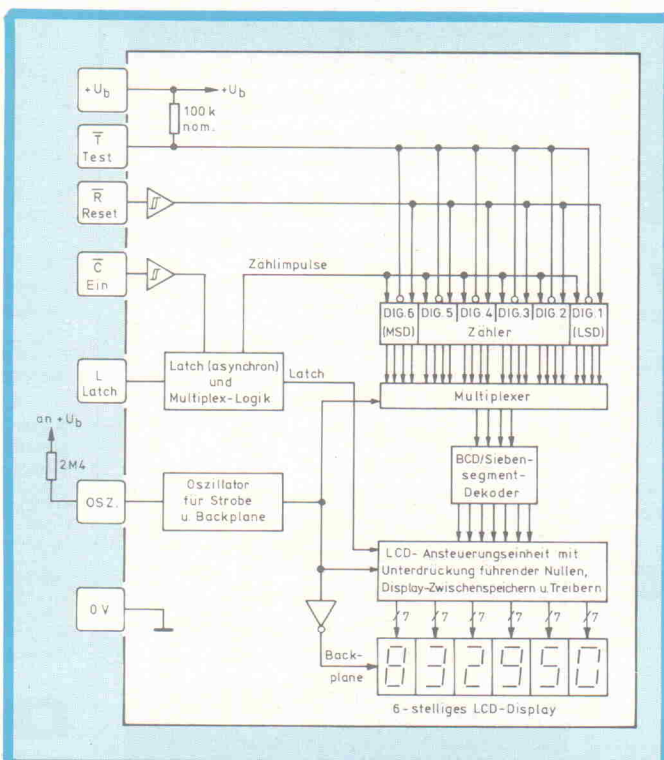 +U_b
+U_b
100 k
nom.
T̅
Test
R̅
Reset
C̅
Ein
Zählimpulse
DIG.6
DIG.5
DIG.4
DIG.3
DIG 2
DIG.1
(MSD)
Zähler
(LSD)
L
Latch
Latch (asynchron)
und
Multiplex-Logik
Latch
Multiplexer
an +U_b
2M4
OSZ.
Oszillator
für Strobe
u. Backplane
BCD/Sieben-
segment-
Dekoder
LCD- Ansteuerungseinheit mit
Unterdrückung führender Nullen,
Display-Zwischenspeichern u. Treibern
0 V
7
7
7
7
7
7
Back-
plane
832950
6-stelliges LCD-Display